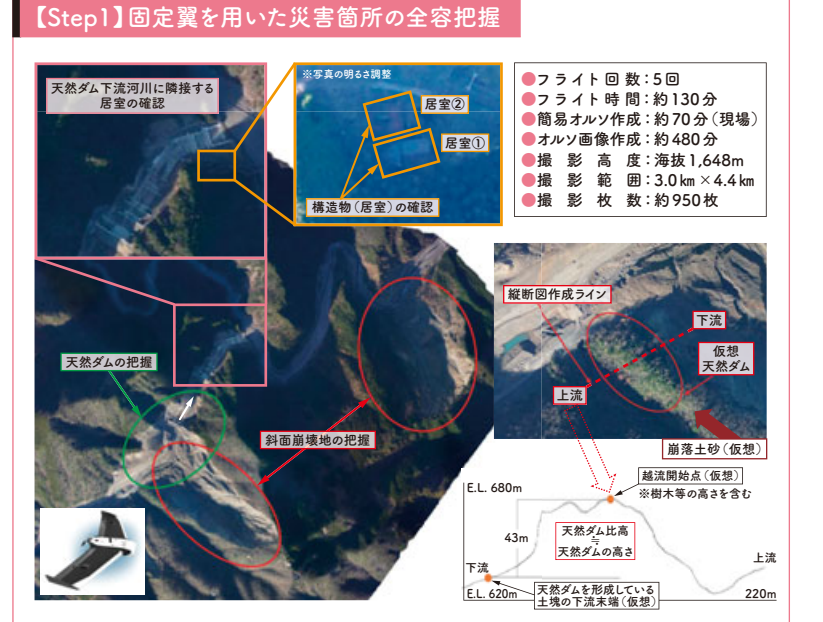 【Step1】固定翼を用いた災害箇所の全容把握
天然ダム下流河川に隣接する
居室の確認
※写真の明るさ調整
居室②
居室①
構造物(居室)の確認
●フライト回数:5回
●フライト時間:約130分
●簡易オルソ作成:約70分(現場)
●オルソ画像作成:約480分
●撮影高度:海抜1,648m
●撮影範囲:3.0㎞×4.4㎞
●撮影枚数:約950枚
天然ダムの把握
斜面崩壊地の把握
縦断図作成ライン
下流
仮想
天然ダム
上流
崩落土砂(仮想)
越流開始点(仮想)
※樹木等の高さを含む
E.L. 680m
43m
天然ダム比高
≒
天然ダムの高さ
下流
上流
E.L. 620m
天然ダムを形成している
土塊の下流末端(仮想)
220m